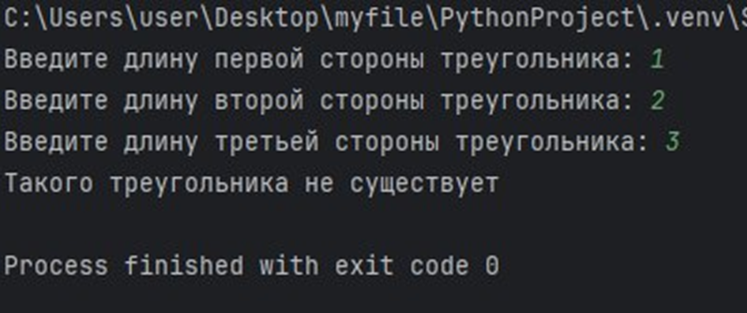 C:\Users\user\Desktop\myfile\PythonProject\.venv\
Введите длину первой стороны треугольника: 1
Введите длину второй стороны треугольника: 2
Введите длину третьей стороны треугольника: 3
Такого треугольника не существует
Process finished with exit code 0